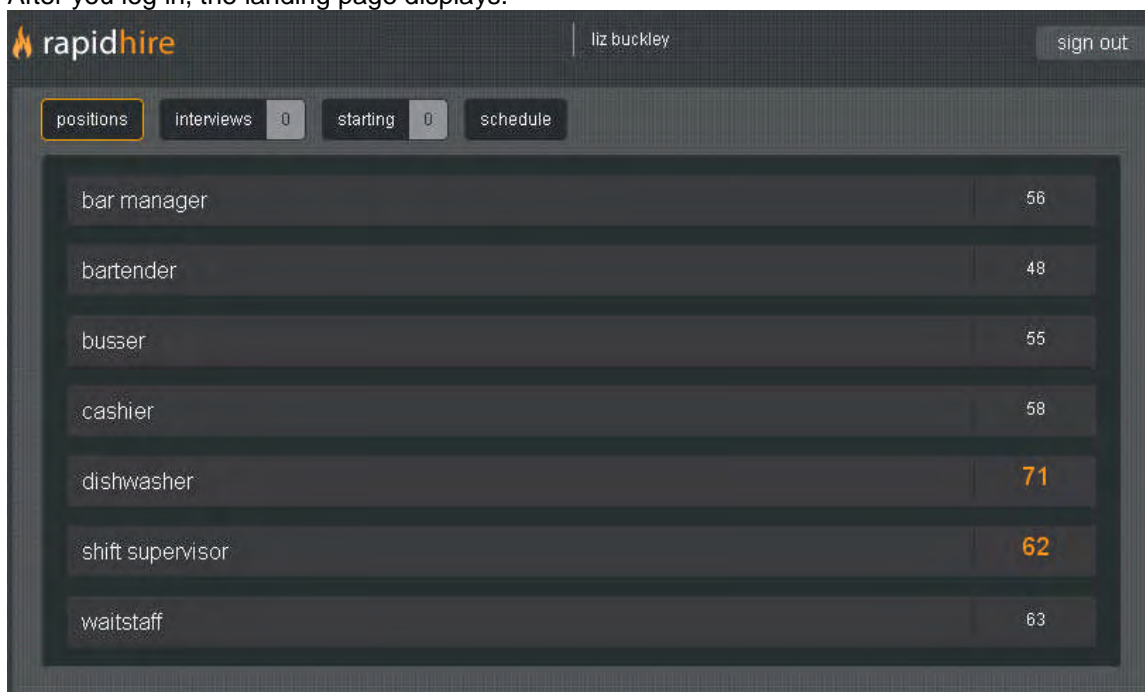 After you log in, the landing page displays.
rapidhire
liz buckley
sign out
positions
interviews 0
starting 0
schedule
bar manager 56
bartender 48
busser 55
cashier 58
dishwasher 71
shift supervisor 62
waitstaff 63